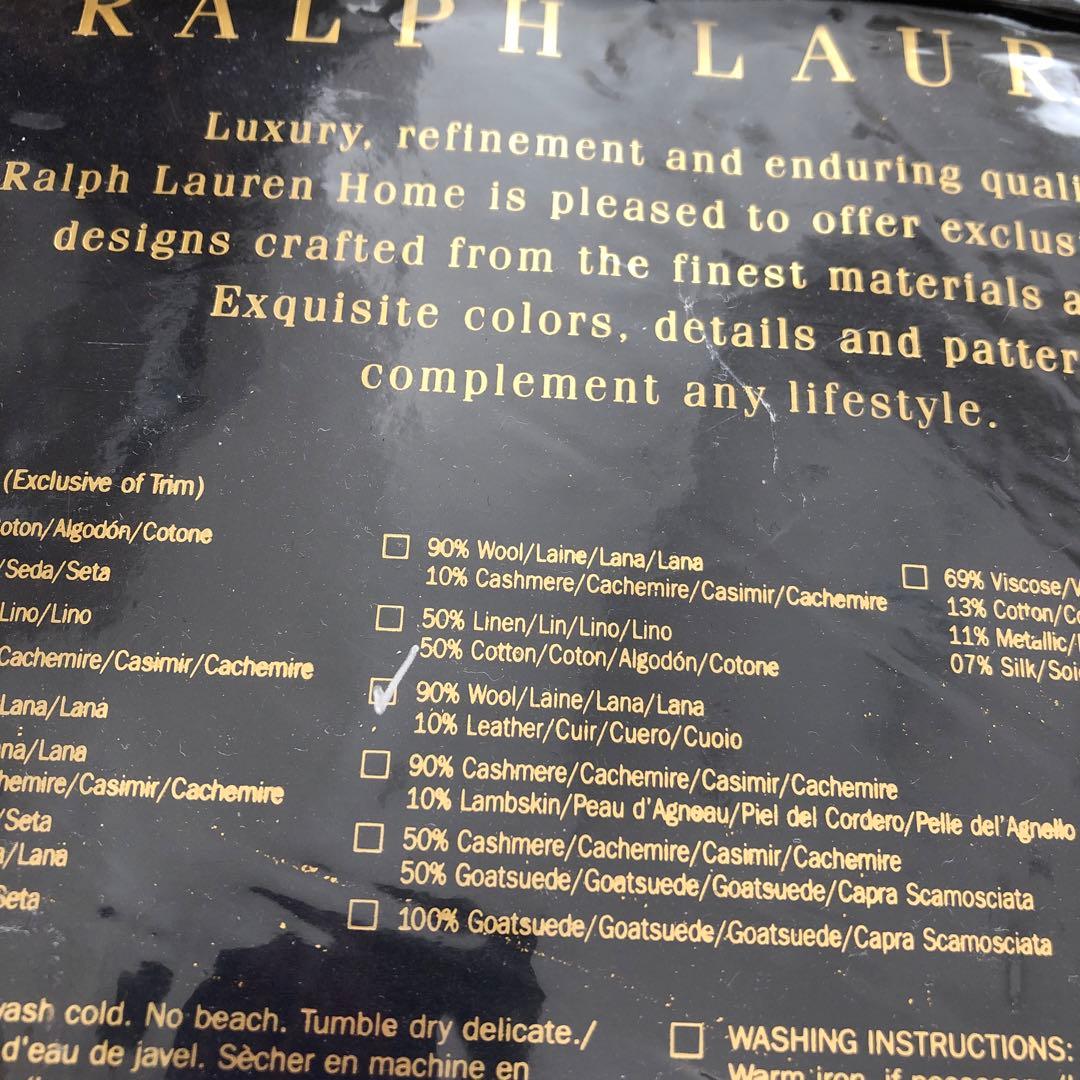 RALPH LAUR
Luxury, refinement and enduring quali
Ralph Lauren Home is pleased to offer exclus
designs crafted from the finest materials a
Exquisite colors, details and patter
complement any lifestyle.
(Exclusive of Trim)
oton/Algodón/Cotone
/Seda/Seta
Lino/Lino
Cachemire/Casimir/Cachemire
Lana/Lana
na/Lana
hemire/Casimir/Cachemire
/Seta
a/Lana
Seta
90% Wool/Laine/Lana/Lana
10% Cashmere/Cachemire/Casimir/Cachemire
50% Linen/Lin/Lino/Lino
50% Cotton/Coton/Algodón/Cotone
90% Wool/Laine/Lana/Lana
10% Leather/Cuir/Cuero/Cuoio
90% Cashmere/Cachemire/Casimir/Cachemire
10% Lambskin/Peau d'Agneau/Piel del Cordero/Pelle del'Agnello
50% Cashmere/Cachemire/Casimir/Cachemire
50% Goatsuede/Goatsuede/Goatsuede/Capra Scamosciata
100% Goatsuede/Goatsuede/Goatsuede/Capra Scamosciata
69% Viscose/V
13% Cotton/Co
11% Metallic/
07% Silk/Soi
wash cold. No beach. Tumble dry delicate./
d'eau de javel. Sècher en machine en
WASHING INSTRUCTIONS:
Warm iron, if necessary